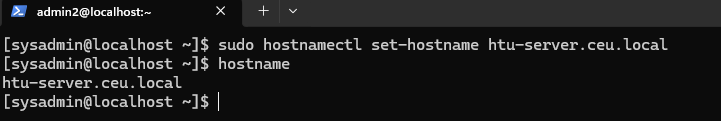 admin2@localhost:~
[sysadmin@localhost ~]$ sudo hostnamectl set-hostname htu-server.ceu.local
[sysadmin@localhost ~]$ hostname
htu-server.ceu.local
[sysadmin@localhost ~]$